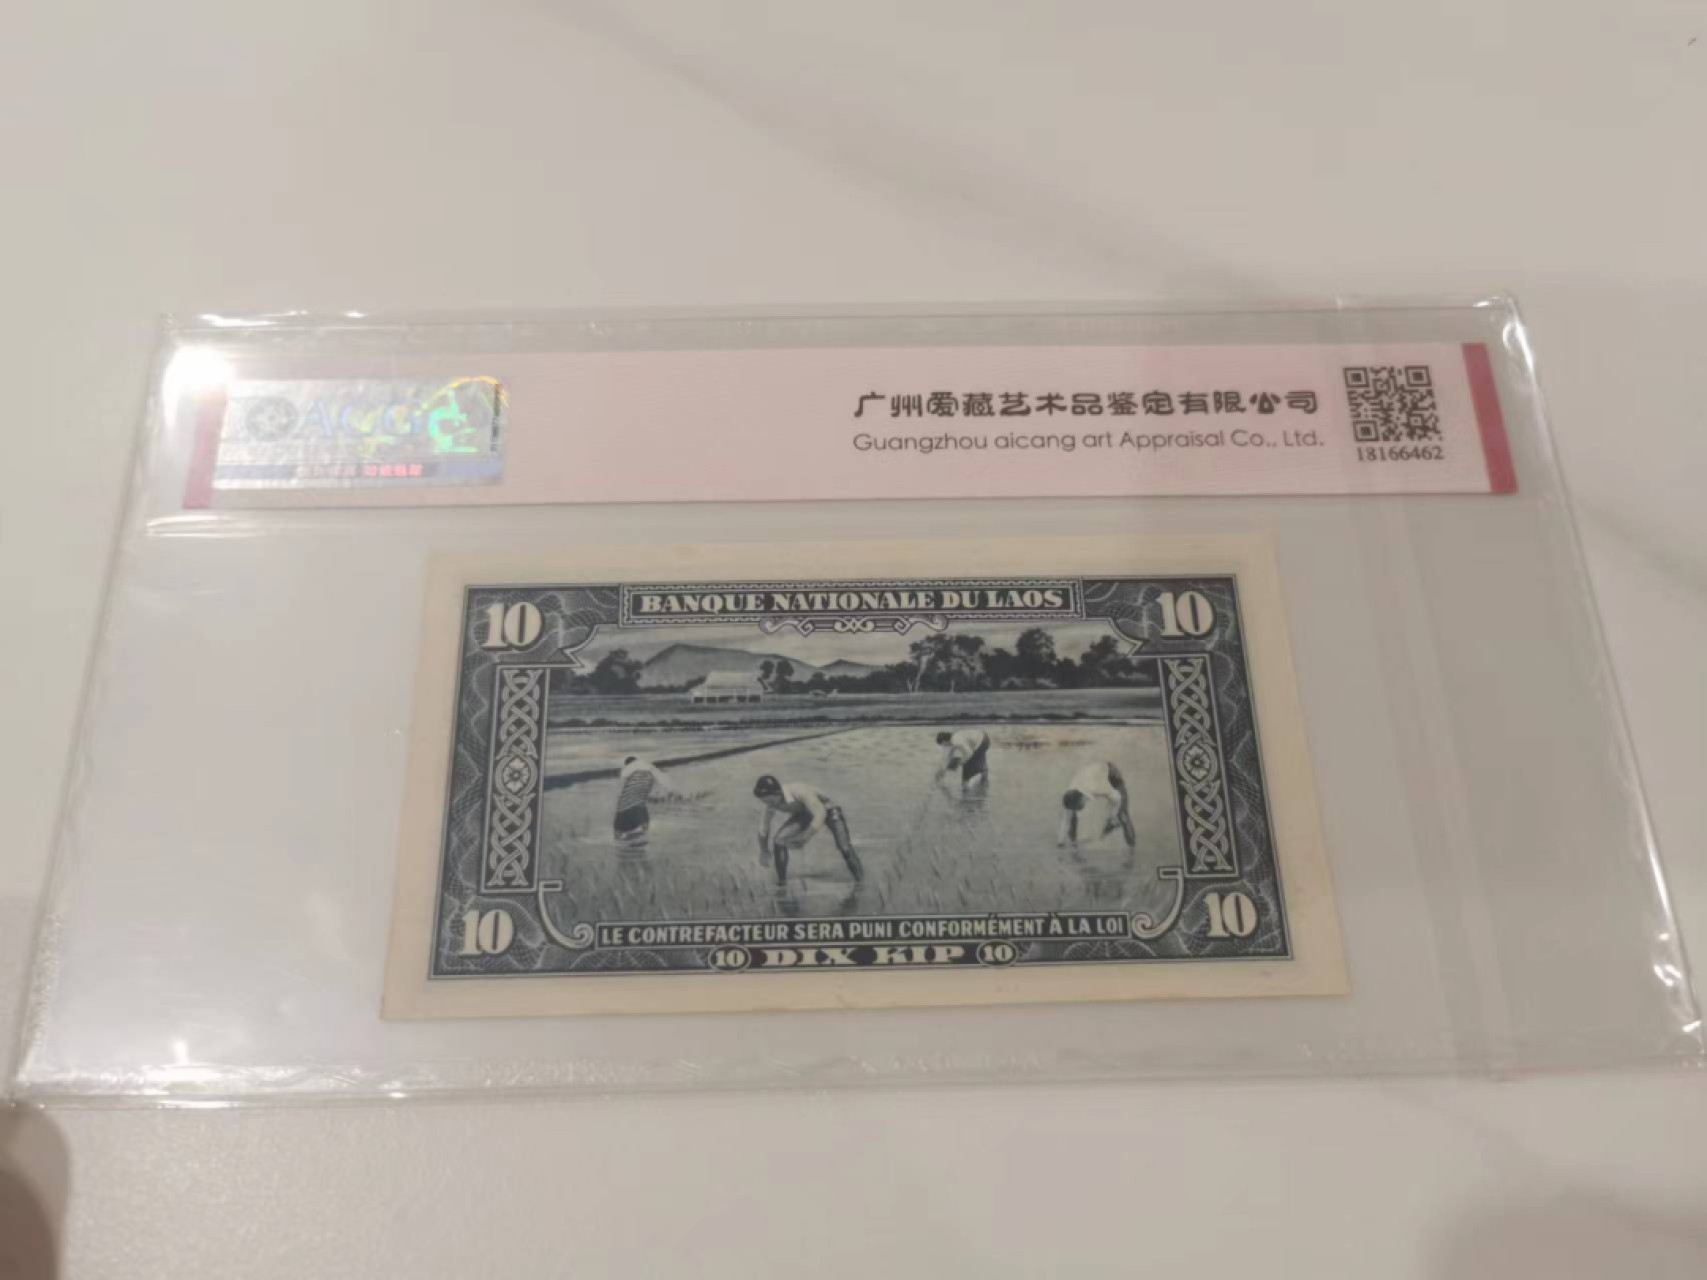 ACG
广州爱藏艺术品鉴定有限公司
Guangzhou aicang art Appraisal Co., Ltd.
18166462
10 BANQUE NATIONALE DU LAOS 10
10 LE CONTREFACTEUR SERA PUNI CONFORMÉMENT À LA LOI 10
10 DIX KIP 10